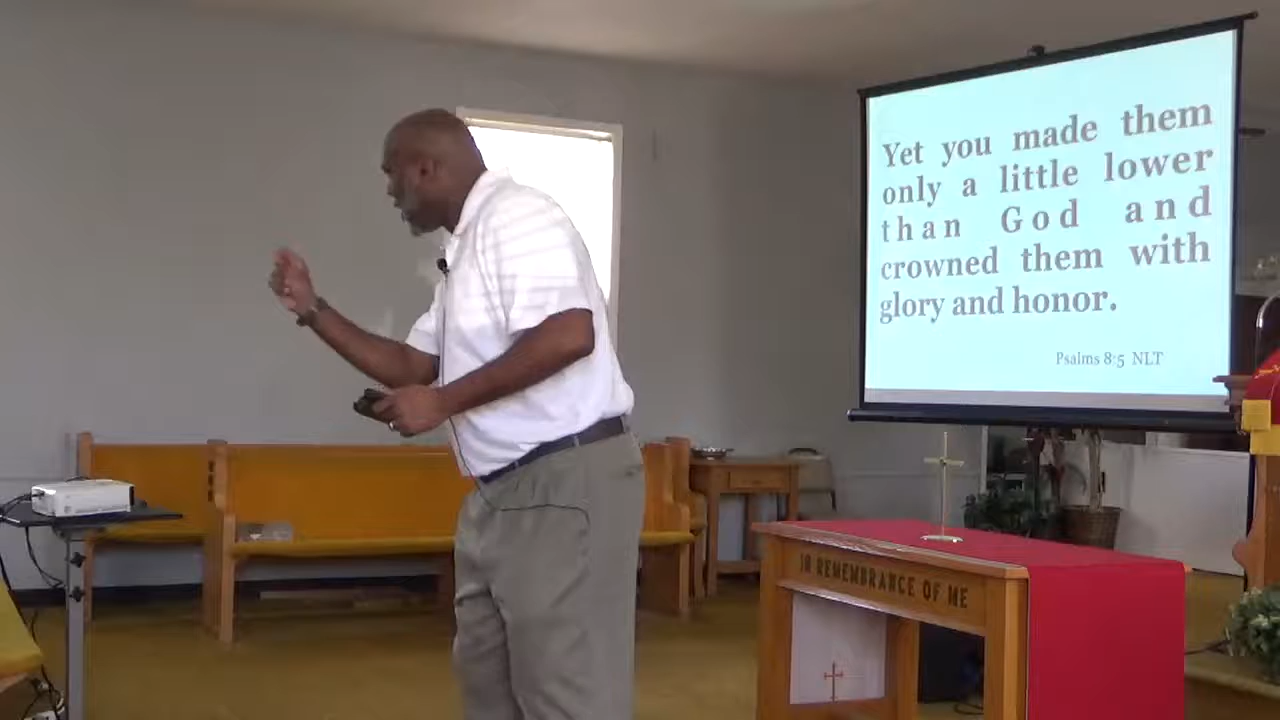 Yet you made them
only a little lower
than God and
crowned them with
glory and honor.
Psalms 8:5 NLT
IN REMEMBRANCE OF ME